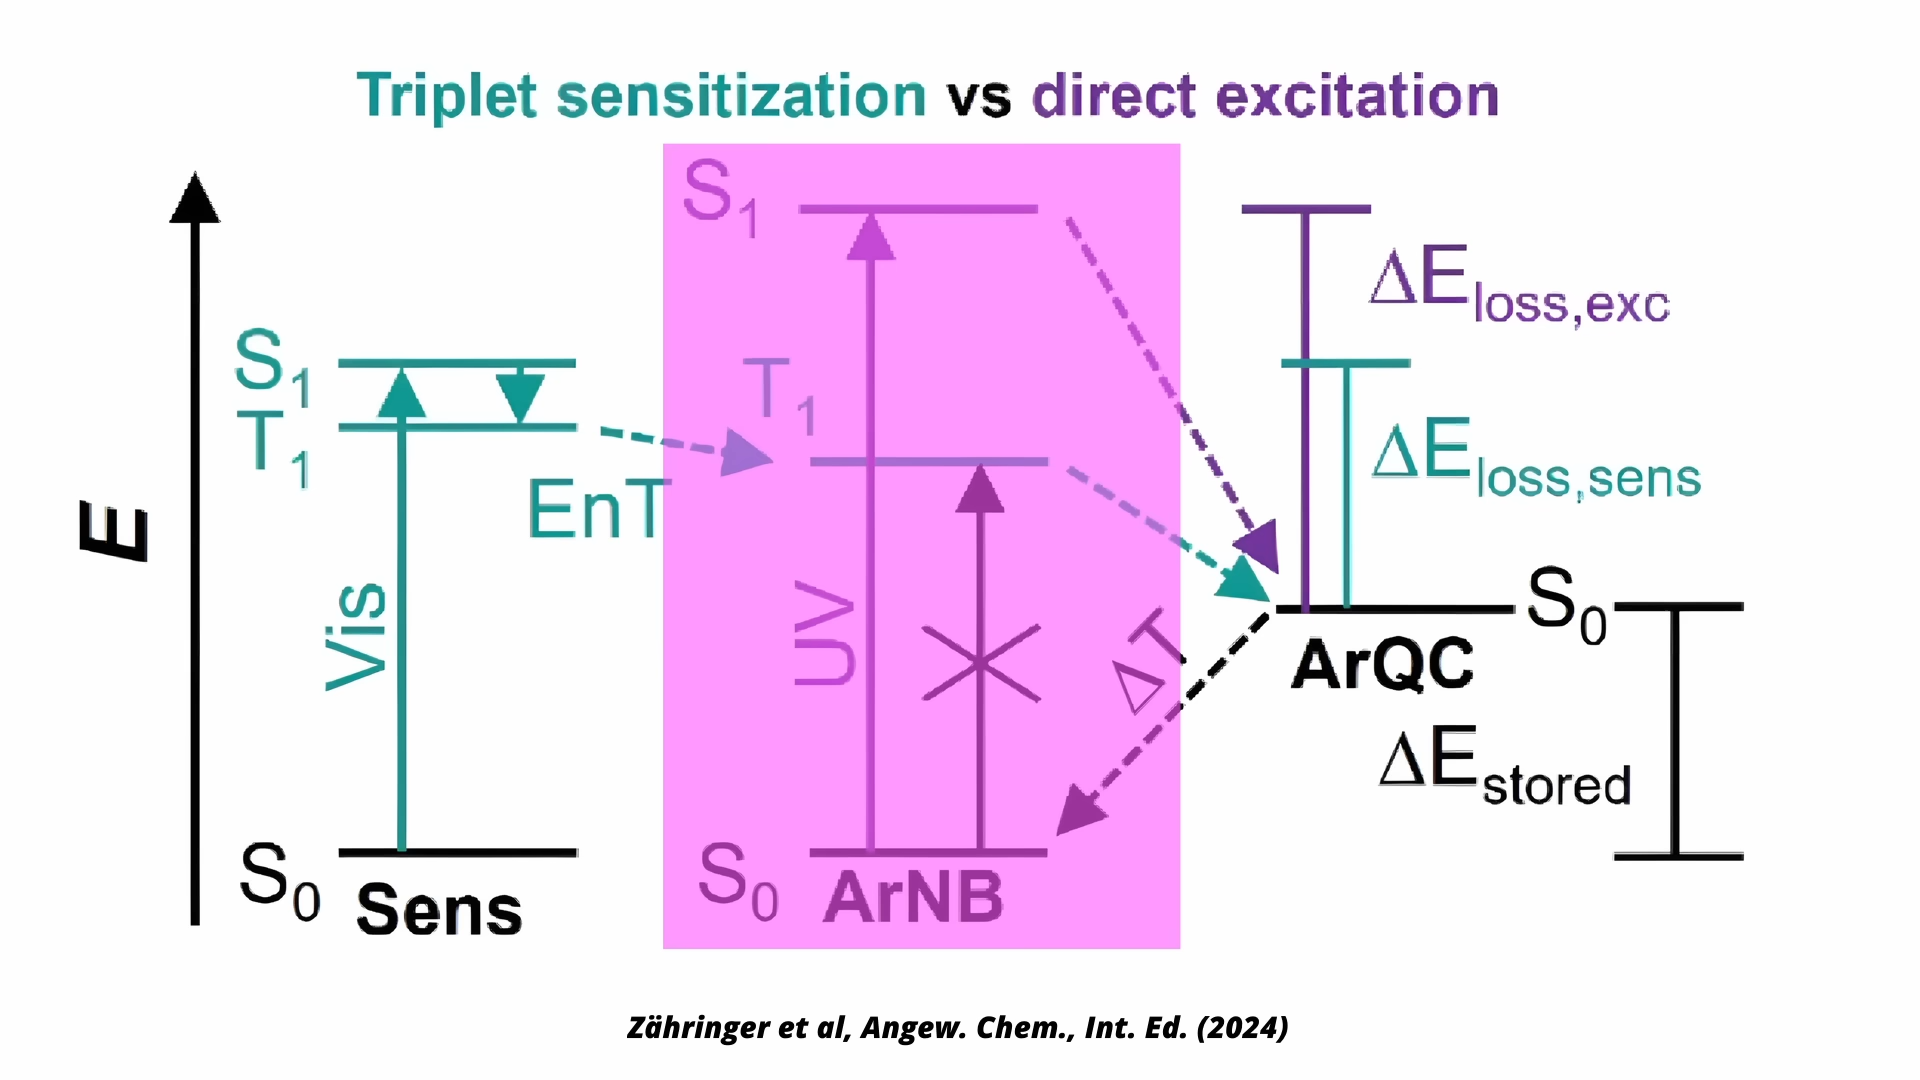 Triplet sensitization vs direct excitation
E
S1
T1
Vis
EnT
S0
Sens
S1
T1
UV
S0
ArNB
ΔT
ΔEloss,exc
ΔEloss,sens
S0
ArQC
ΔEstored
Zähringer et al, Angew. Chem., Int. Ed. (2024)